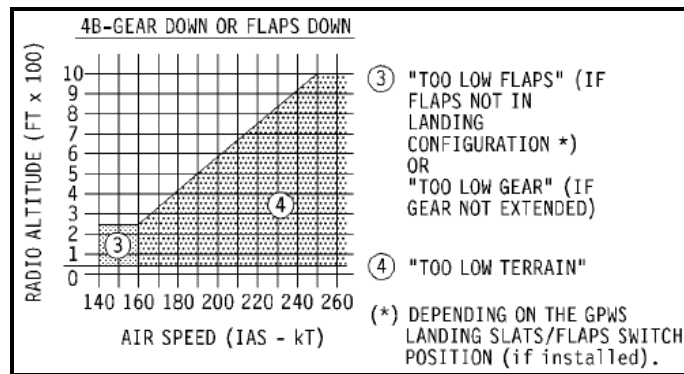 4B-GEAR DOWN OR FLAPS DOWN
RADIO ALTITUDE (FT x 100)
10
9
8
7
6
5
4
3
2
1
0
3
4
140 160 180 200 220 240 260
AIR SPEED (IAS - kT)
3 "TOO LOW FLAPS" (IF
FLAPS NOT IN
LANDING
CONFIGURATION *)
OR
"TOO LOW GEAR" (IF
GEAR NOT EXTENDED)
4 "TOO LOW TERRAIN"
(*) DEPENDING ON THE GPWS
LANDING SLATS/FLAPS SWITCH
POSITION (if installed).